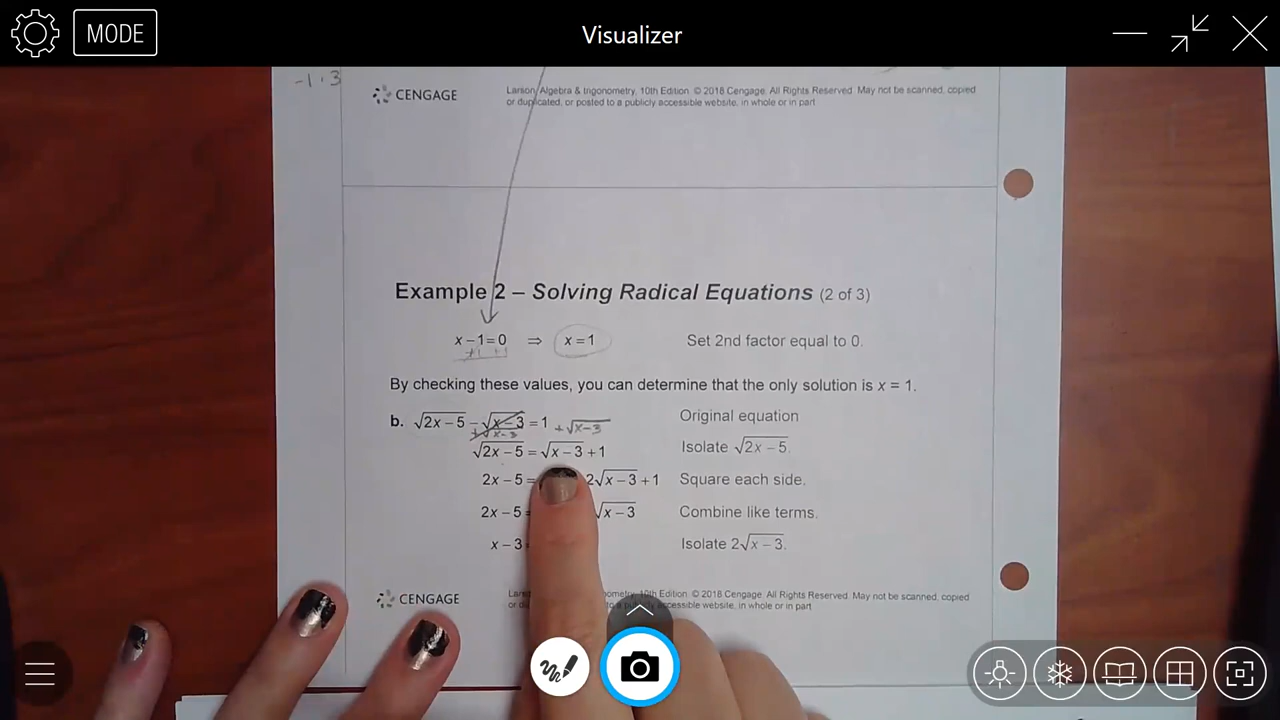 MODE
Visualizer
-1, 3
CENGAGE
Larson, Algebra & Trigonometry, 10th Edition. © 2018 Cengage. All Rights Reserved. May not be scanned, copied
or duplicated, or posted to a publicly accessible website, in whole or in part
Example 2 – Solving Radical Equations (2 of 3)
x – 1 = 0 ⇒ x = 1 Set 2nd factor equal to 0.
+1 +1
By checking these values, you can determine that the only solution is x = 1.
b. √2x – 5 – √x – 3 = 1 +√x-3 Original equation
+√x-3
√2x – 5 = √x – 3 + 1 Isolate √2x – 5.
2x – 5 = 2√x – 3 + 1 Square each side.
2x – 5 = √x – 3 Combine like terms.
x – 3 Isolate 2√x – 3.
CENGAGE
10th Edition. © 2018 Cengage. All Rights Reserved. May not be scanned, copied
accessible website, in whole or in part